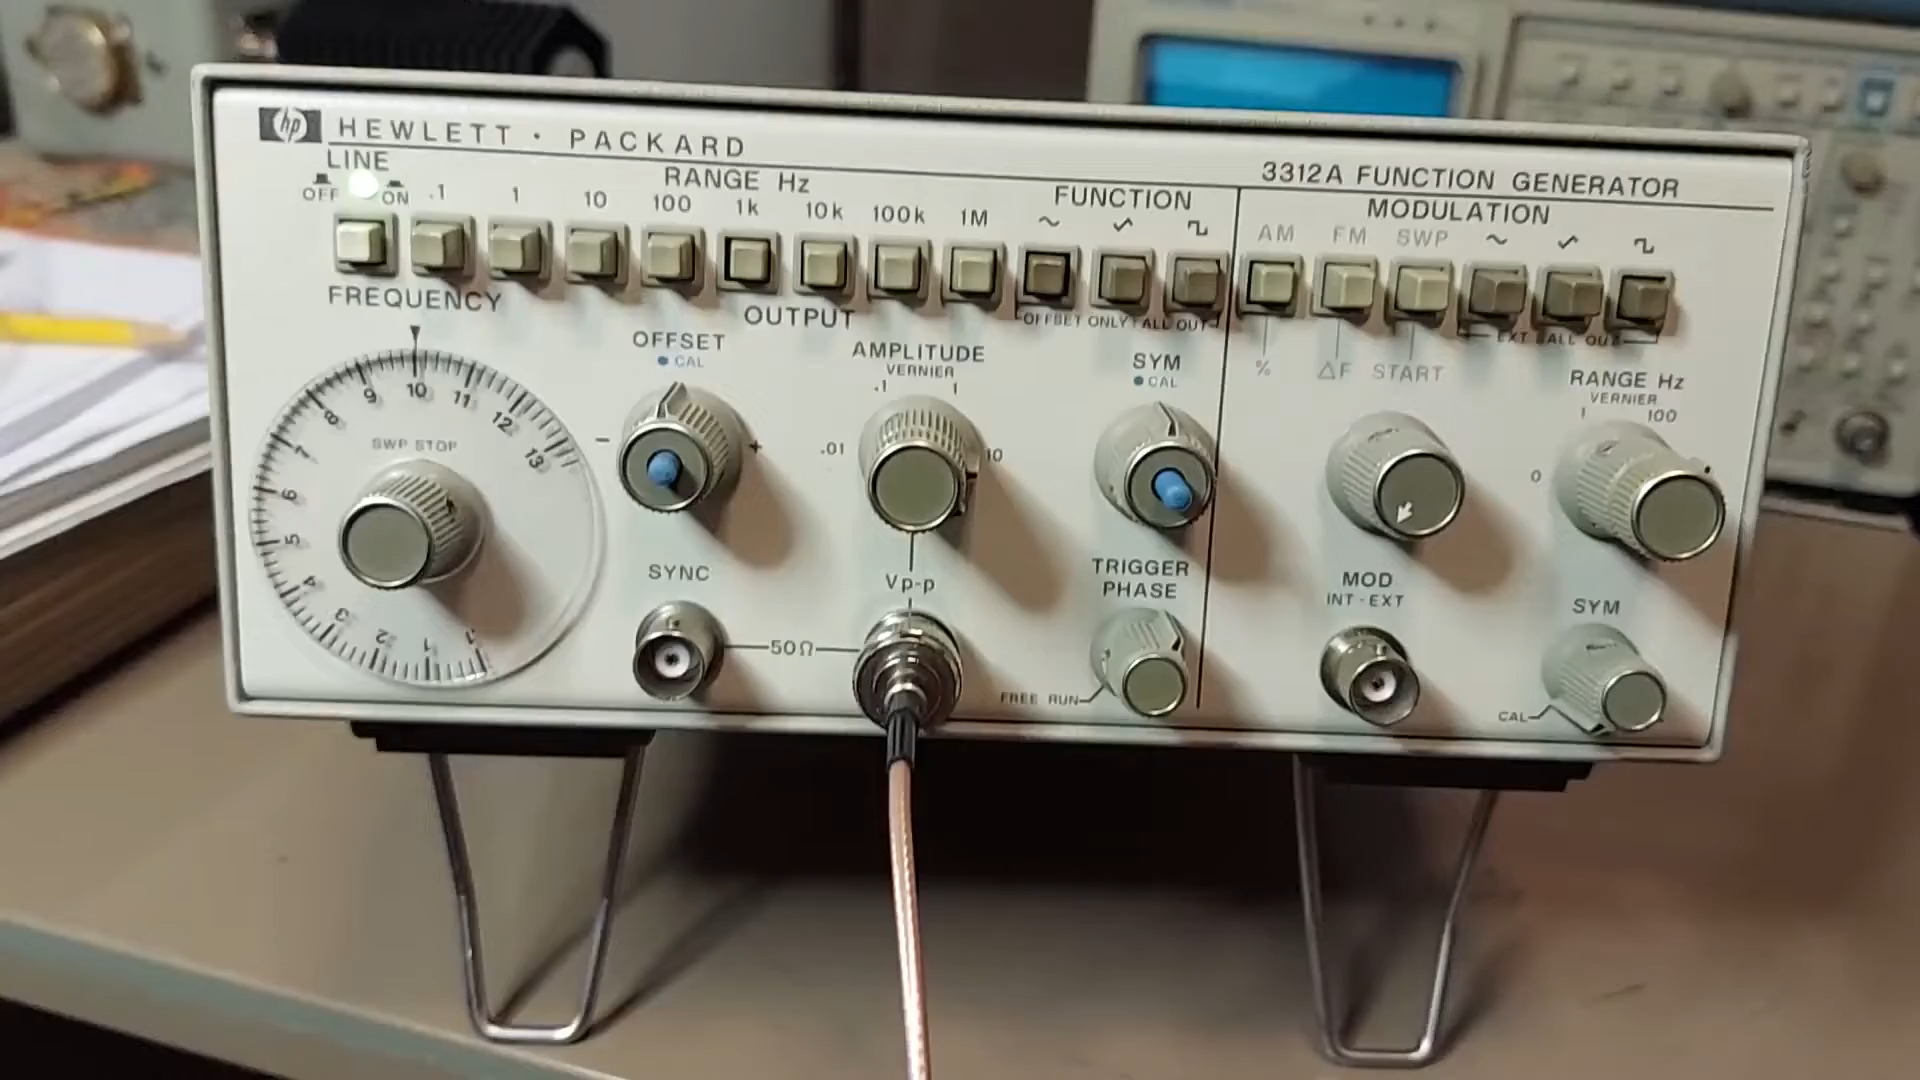 hp HEWLETT · PACKARD
3312A FUNCTION GENERATOR
LINE
OFF ON
RANGE Hz
.1 1 10 100 1k 10k 100k 1M
FUNCTION
MODULATION
AM FM SWP
FREQUENCY
OUTPUT
OFFSET ONLY: ALL OUT
EXT: ALL OUT
% ΔF START
OFFSET
CAL
- +
AMPLITUDE
VERNIER
.1 1
.01 10
SYM
CAL
RANGE Hz
VERNIER
1 100
0
SWP STOP
.1 1 2 3 4 5 6 7 8 9 10 11 12 13
SYNC
50Ω
Vp-p
TRIGGER
PHASE
FREE RUN
MOD
INT-EXT
SYM
CAL